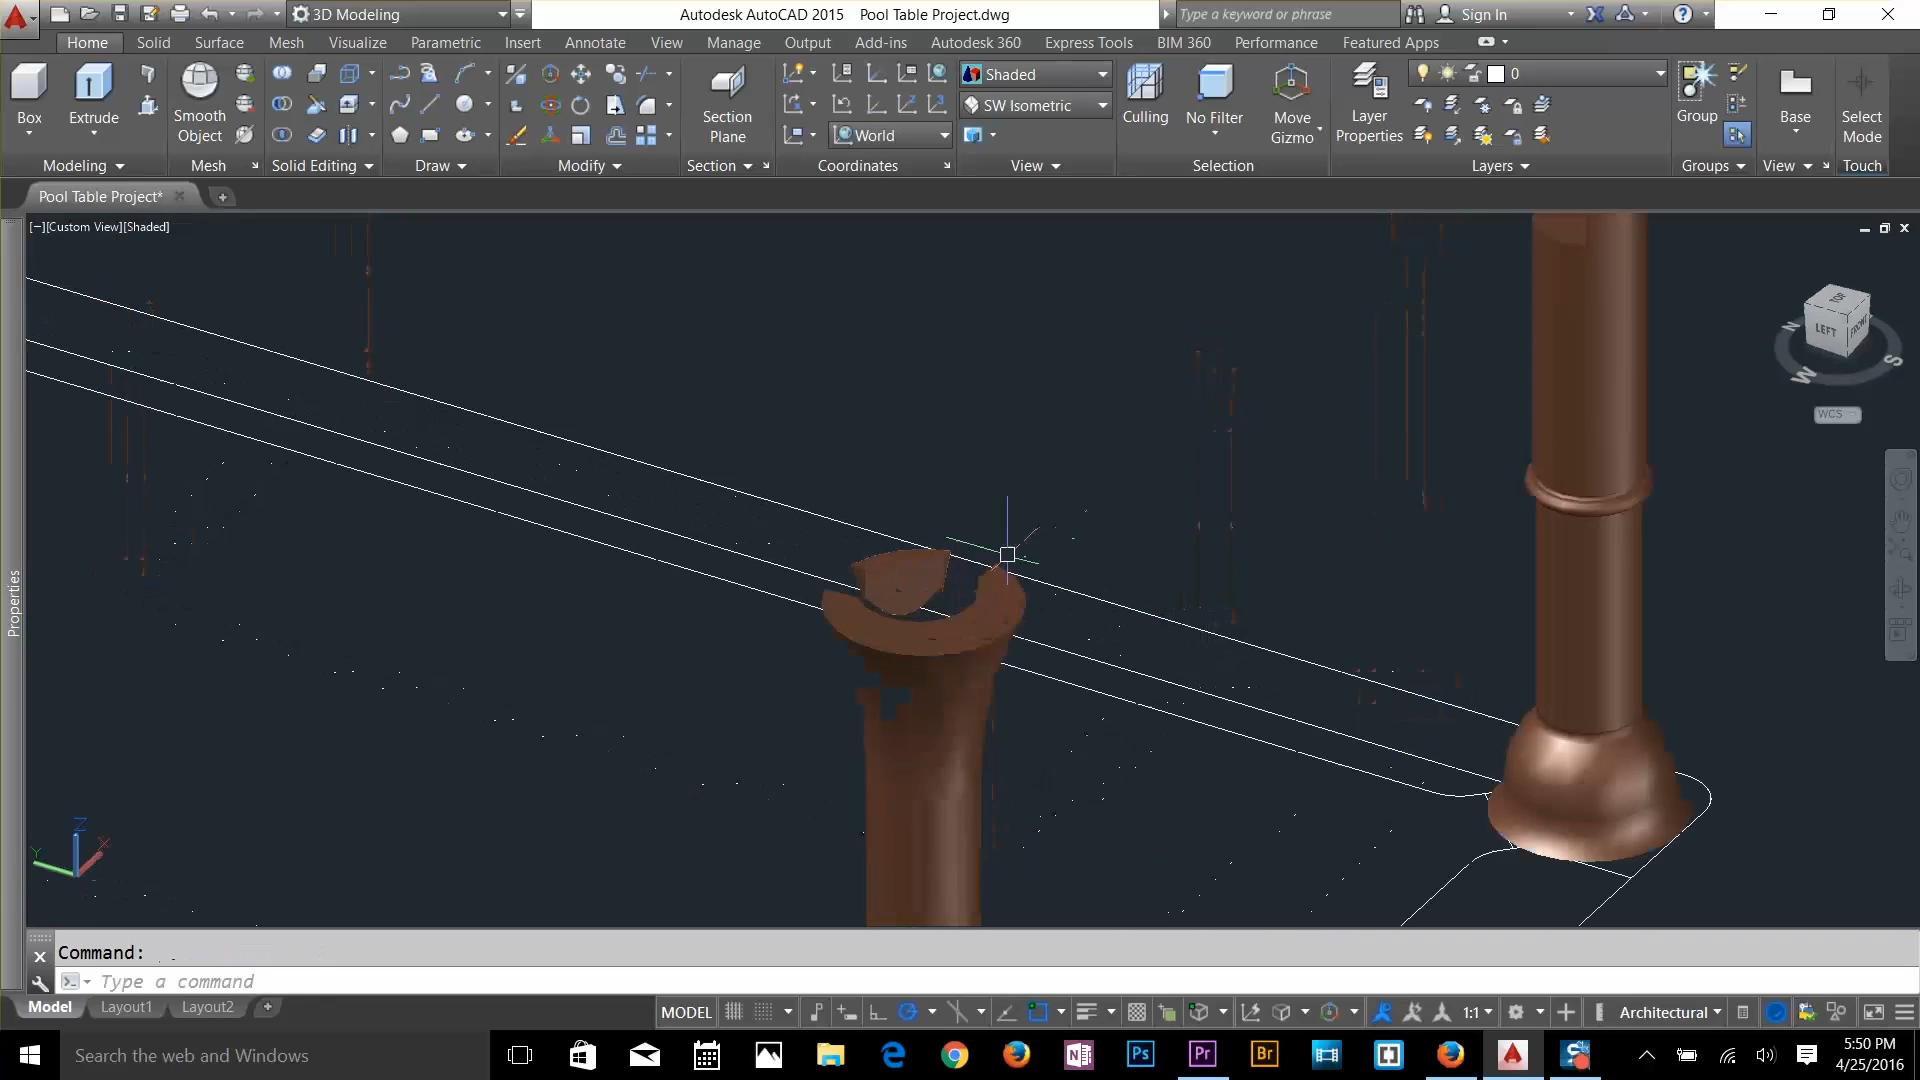 3D Modeling
Autodesk AutoCAD 2015 Pool Table Project.dwg
Type a keyword or phrase
Sign In
Home Solid Surface Mesh Visualize Parametric Insert Annotate View Manage Output Add-ins Autodesk 360 Express Tools BIM 360 Performance Featured Apps
Box
Extrude
Smooth Object
Section Plane
World
Shaded
SW Isometric
Culling
No Filter
Move Gizmo
Layer Properties
0
Group
Base
Select Mode
Modeling Mesh Solid Editing Draw Modify Section Coordinates View Selection Layers Groups View Touch
Pool Table Project*
[−][Custom View][Shaded]
TOP
LEFT
FRONT
N
S
W
WCS
Properties
Z
X
Y
Command:
Type a command
Model Layout1 Layout2
MODEL
1:1
Architectural
Search the web and Windows
N
Ps
Pr
Br
5:50 PM
4/25/2016